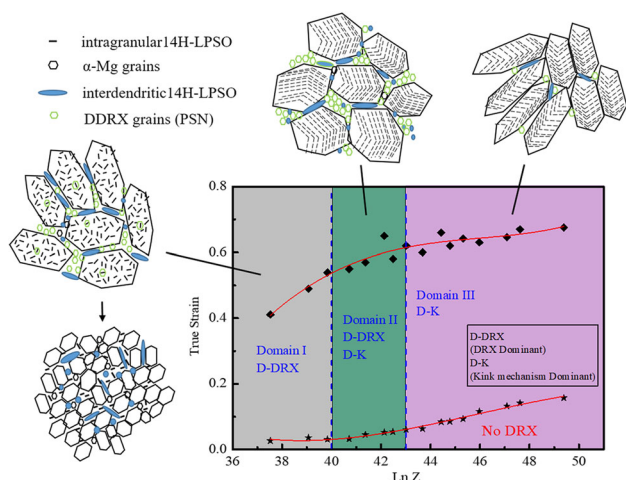 intragranular14H-LPSO
α-Mg grains
interdendritic14H-LPSO
DDRX grains (PSN)
0.8
0.6
0.4
0.2
0.0
True Strain
Domain I
D-DRX
Domain II
D-DRX
D-K
Domain III
D-K
D-DRX
(DRX Dominant)
D-K
(Kink mechanism Dominant)
No DRX
36 38 40 42 44 46 48 50
Ln Z